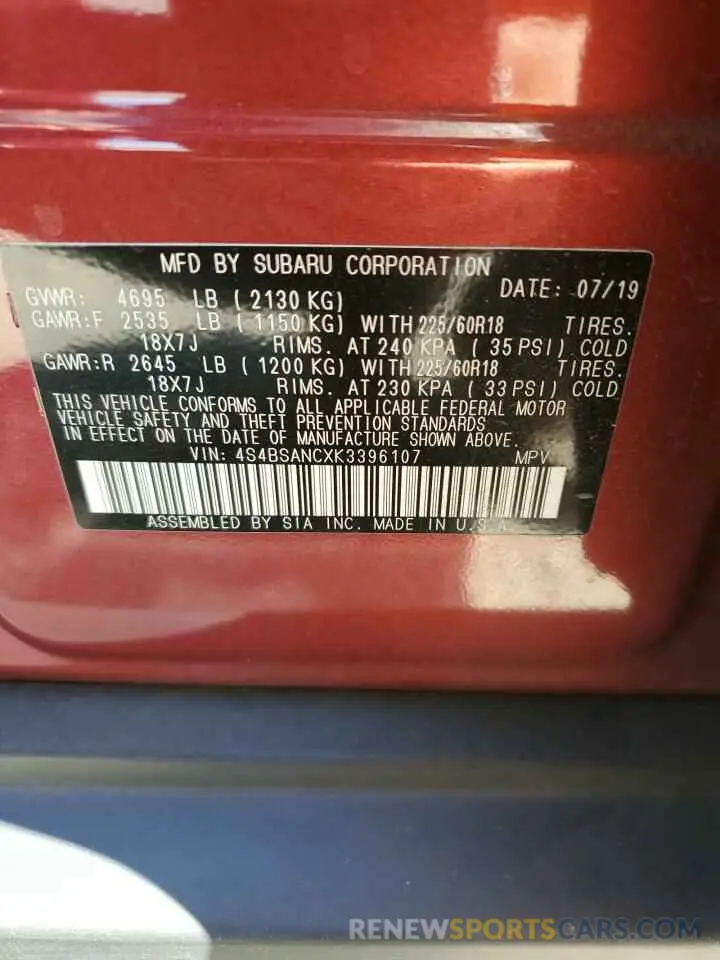 MFD BY SUBARU CORPORATION
GVWR: 4695 LB (2130 KG) DATE: 07/19
GAWR:F 2535 LB (1150 KG) WITH 225/60R18 TIRES.
18X7J RIMS. AT 240 KPA (35 PSI) COLD
GAWR:R 2645 LB (1200 KG) WITH 225/60R18 TIRES.
18X7J RIMS. AT 230 KPA (33 PSI) COLD
THIS VEHICLE CONFORMS TO ALL APPLICABLE FEDERAL MOTOR
VEHICLE SAFETY AND THEFT PREVENTION STANDARDS
IN EFFECT ON THE DATE OF MANUFACTURE SHOWN ABOVE.
VIN: 4S4BSANCXK3396107 MPV
ASSEMBLED BY SIA INC. MADE IN U.S.A
RENEWSPORTSCARS.COM